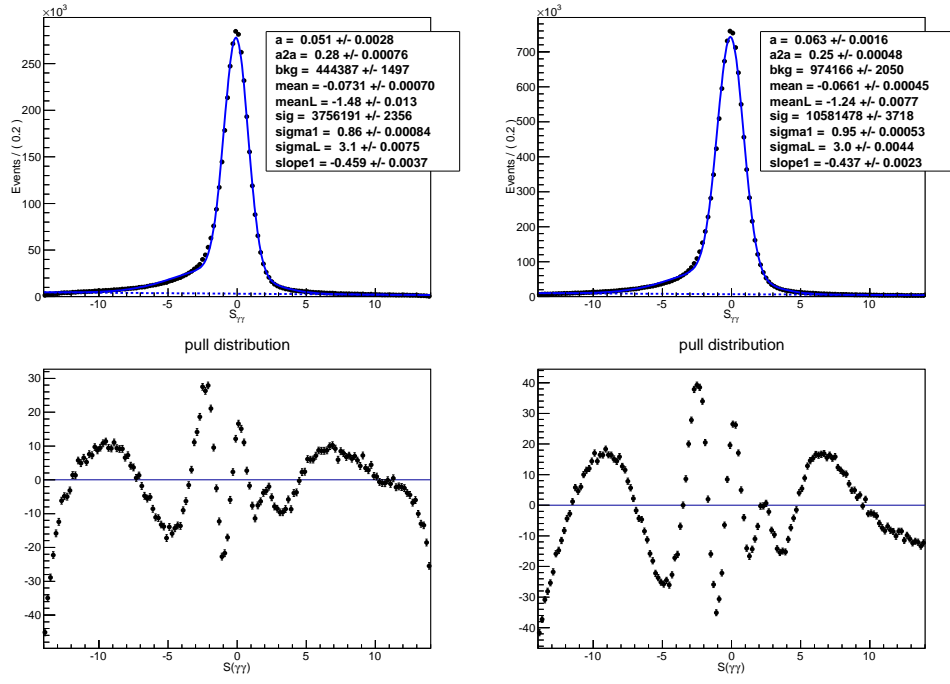 ×10³
Events / ( 0.2 )
250
200
150
100
50
0
-10
-5
0
5
10
S_γγ
a = 0.051 +/- 0.0028
a2a = 0.28 +/- 0.00076
bkg = 444387 +/- 1497
mean = -0.0731 +/- 0.00070
meanL = -1.48 +/- 0.013
sig = 3756191 +/- 2356
sigma1 = 0.86 +/- 0.00084
sigmaL = 3.1 +/- 0.0075
slope1 = -0.459 +/- 0.0037
×10³
Events / ( 0.2 )
700
600
500
400
300
200
100
0
-10
-5
0
5
10
S_γγ
a = 0.063 +/- 0.0016
a2a = 0.25 +/- 0.00048
bkg = 974166 +/- 2050
mean = -0.0661 +/- 0.00045
meanL = -1.24 +/- 0.0077
sig = 10581478 +/- 3718
sigma1 = 0.95 +/- 0.00053
sigmaL = 3.0 +/- 0.0044
slope1 = -0.437 +/- 0.0023
pull distribution
30
20
10
0
-10
-20
-30
-40
-10
-5
0
5
10
S(γγ)
pull distribution
40
30
20
10
0
-10
-20
-30
-40
-10
-5
0
5
10
S(γγ)